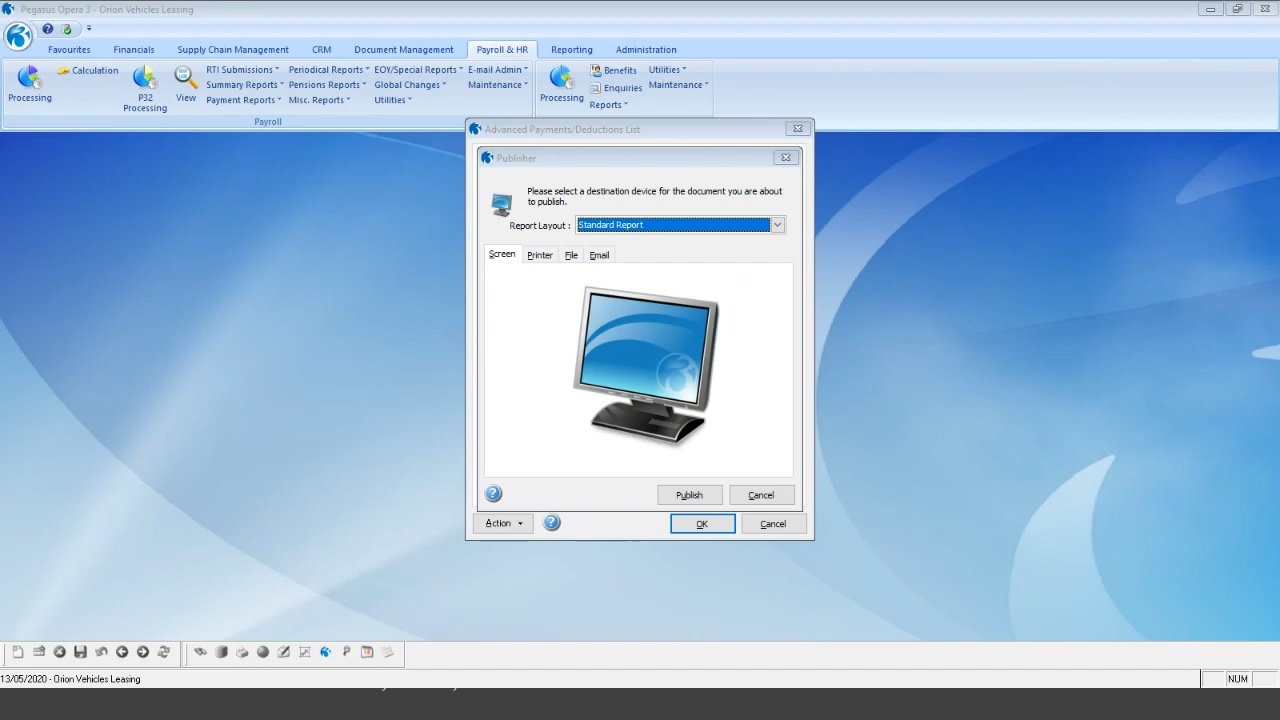 Pegasus Opera 3 - Orion Vehicles Leasing
Favourites Financials Supply Chain Management CRM Document Management Payroll & HR Reporting Administration
Processing
Calculation
P32 Processing
View
RTI Submissions
Summary Reports
Payment Reports
Periodical Reports
Pensions Reports
Misc. Reports
EOY/Special Reports
Global Changes
Utilities
E-mail Admin
Maintenance
Payroll
Processing
Benefits
Enquiries
Reports
Utilities
Maintenance
Advanced Payments/Deductions List
Publisher
Please select a destination device for the document you are about
to publish.
Report Layout : Standard Report
Screen Printer File Email
Publish Cancel
Action OK Cancel
13/05/2020 - Orion Vehicles Leasing
NUM